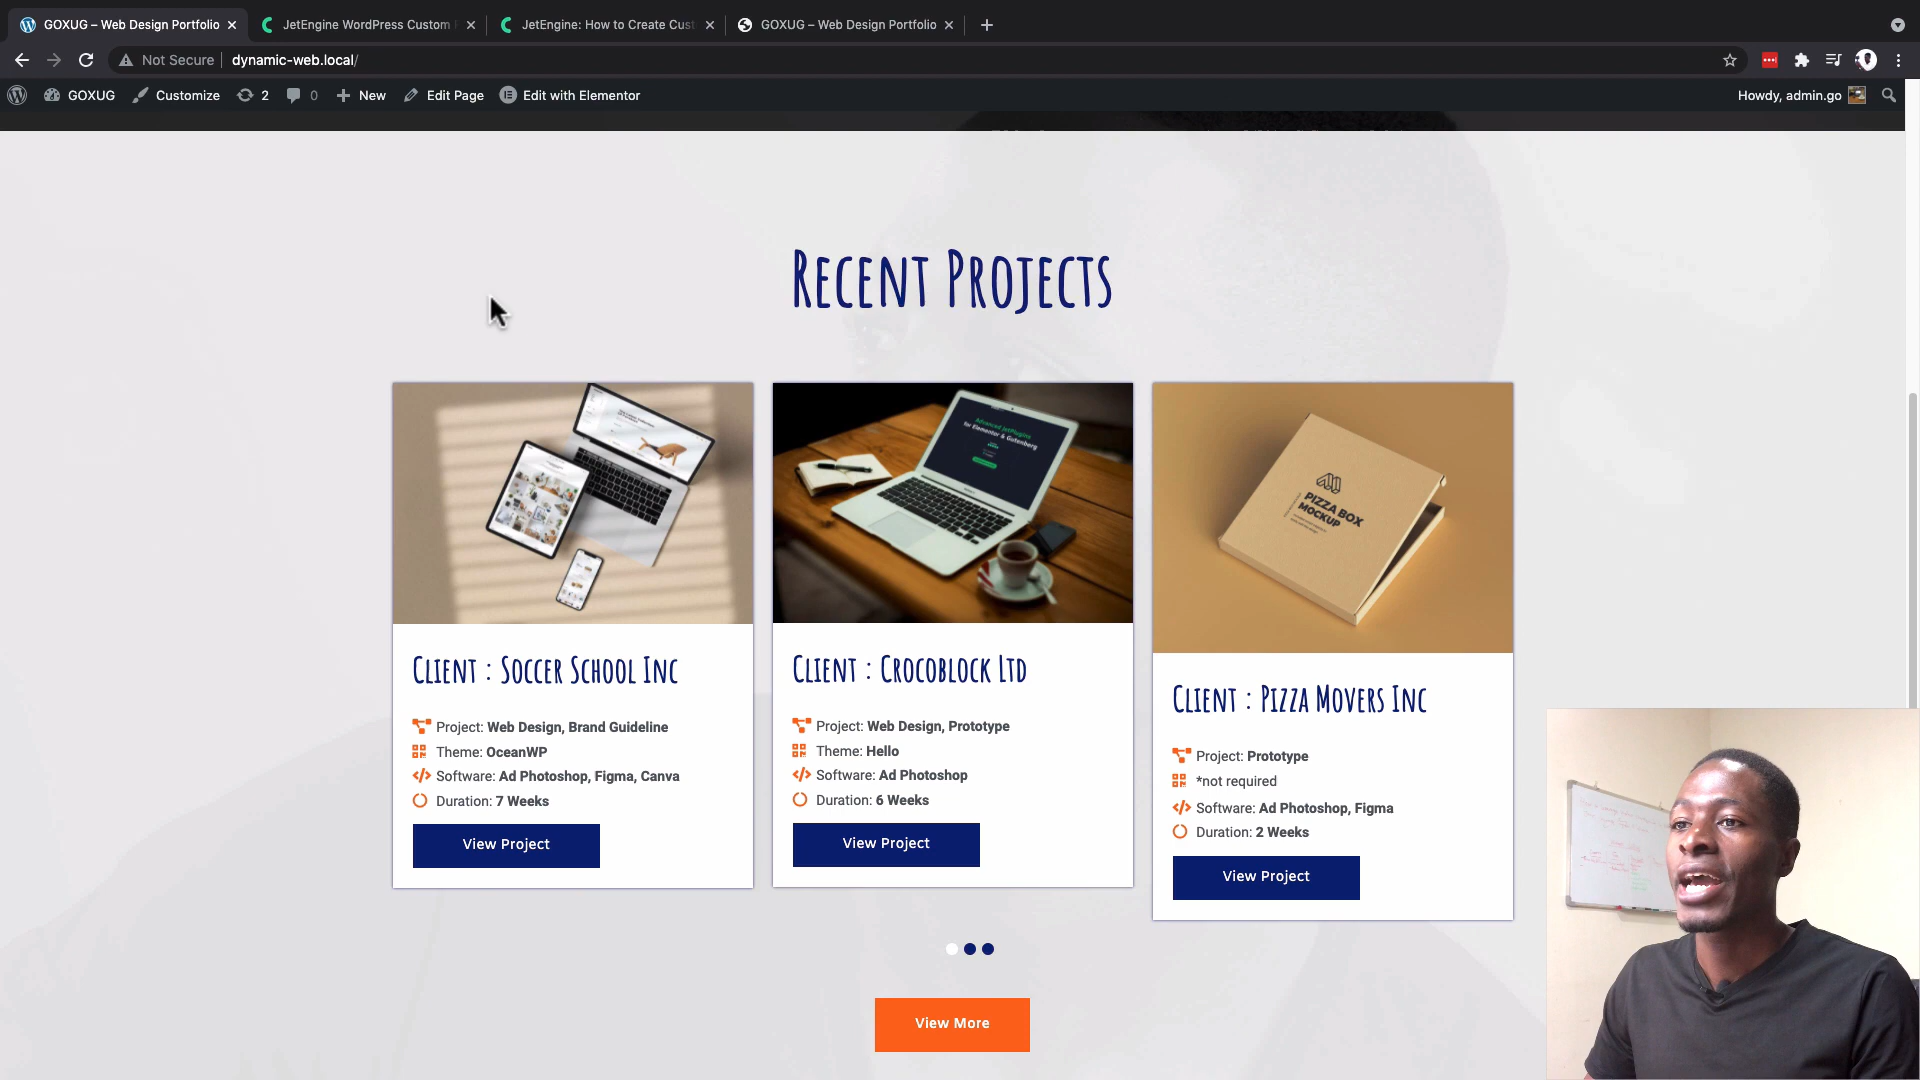 GOXUG – Web Design Portfolio
JetEngine WordPress Custom
JetEngine: How to Create Cust
GOXUG – Web Design Portfolio
Not Secure
dynamic-web.local/
GOXUG
Customize
2
0
New
Edit Page
Edit with Elementor
Howdy, admin.go
Recent Projects
Advanced JetPlugins
for Elementor & Gutenberg
PIZZA BOX
MOCKUP
Client : Soccer School Inc
Project: Web Design, Brand Guideline
Theme: OceanWP
Software: Ad Photoshop, Figma, Canva
Duration: 7 Weeks
View Project
Client : Crocoblock Ltd
Project: Web Design, Prototype
Theme: Hello
Software: Ad Photoshop
Duration: 6 Weeks
View Project
Client : Pizza Movers Inc
Project: Prototype
*not required
Software: Ad Photoshop, Figma
Duration: 2 Weeks
View Project
View More